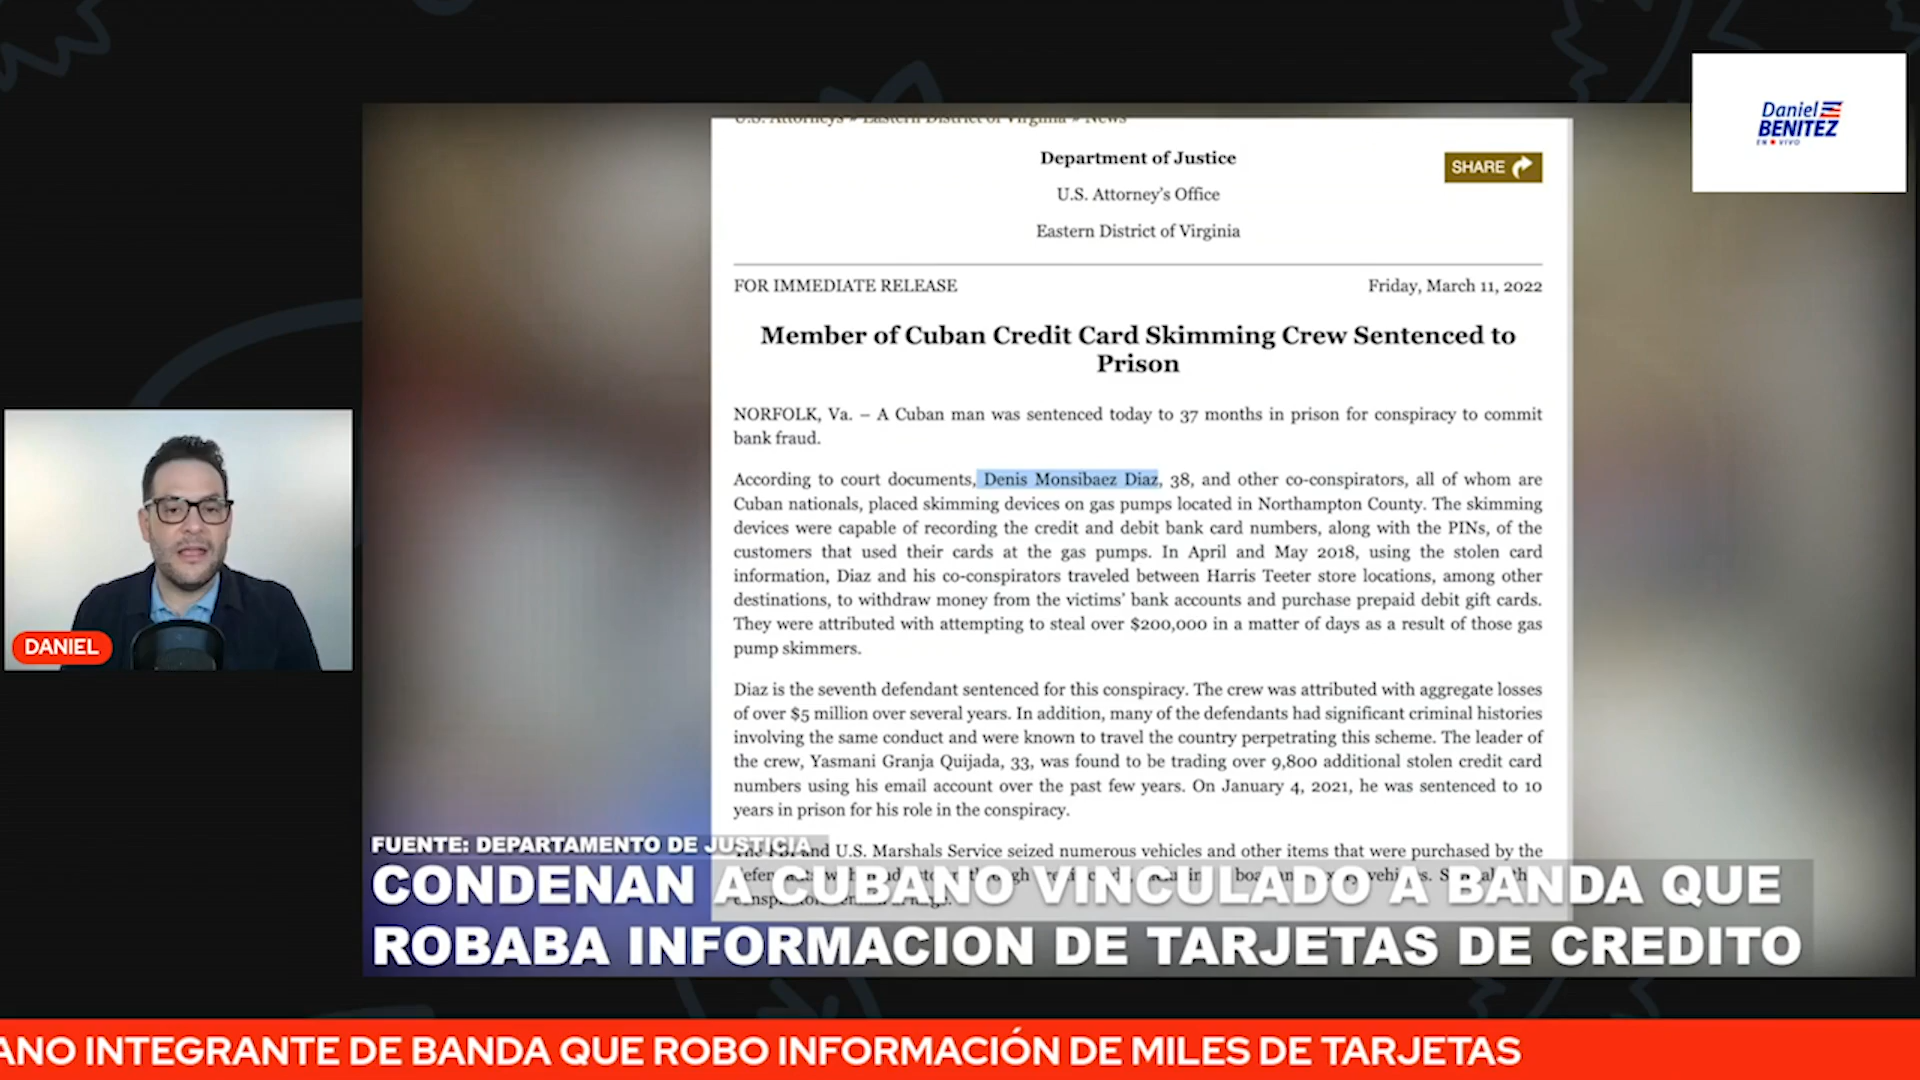 U.S. Attorneys » Eastern District of Virginia » News
Department of Justice
SHARE
U.S. Attorney's Office
Eastern District of Virginia
Daniel
BENITEZ
EN VIVO
FOR IMMEDIATE RELEASE
Friday, March 11, 2022
Member of Cuban Credit Card Skimming Crew Sentenced to
Prison
NORFOLK, Va. – A Cuban man was sentenced today to 37 months in prison for conspiracy to commit
bank fraud.
According to court documents, Denis Monsibaez Diaz, 38, and other co-conspirators, all of whom are
Cuban nationals, placed skimming devices on gas pumps located in Northampton County. The skimming
devices were capable of recording the credit and debit bank card numbers, along with the PINs, of the
customers that used their cards at the gas pumps. In April and May 2018, using the stolen card
information, Diaz and his co-conspirators traveled between Harris Teeter store locations, among other
destinations, to withdraw money from the victims' bank accounts and purchase prepaid debit gift cards.
They were attributed with attempting to steal over $200,000 in a matter of days as a result of those gas
pump skimmers.
Diaz is the seventh defendant sentenced for this conspiracy. The crew was attributed with aggregate losses
of over $5 million over several years. In addition, many of the defendants had significant criminal histories
involving the same conduct and were known to travel the country perpetrating this scheme. The leader of
the crew, Yasmani Granja Quijada, 33, was found to be trading over 9,800 additional stolen credit card
numbers using his email account over the past few years. On January 4, 2021, he was sentenced to 10
years in prison for his role in the conspiracy.
and U.S. Marshals Service seized numerous vehicles and other items that were purchased by the
DANIEL
FUENTE: DEPARTAMENTO DE JUSTICIA
CONDENAN A CUBANO VINCULADO A BANDA QUE
ROBABA INFORMACION DE TARJETAS DE CREDITO
ANO INTEGRANTE DE BANDA QUE ROBO INFORMACIÓN DE MILES DE TARJETAS